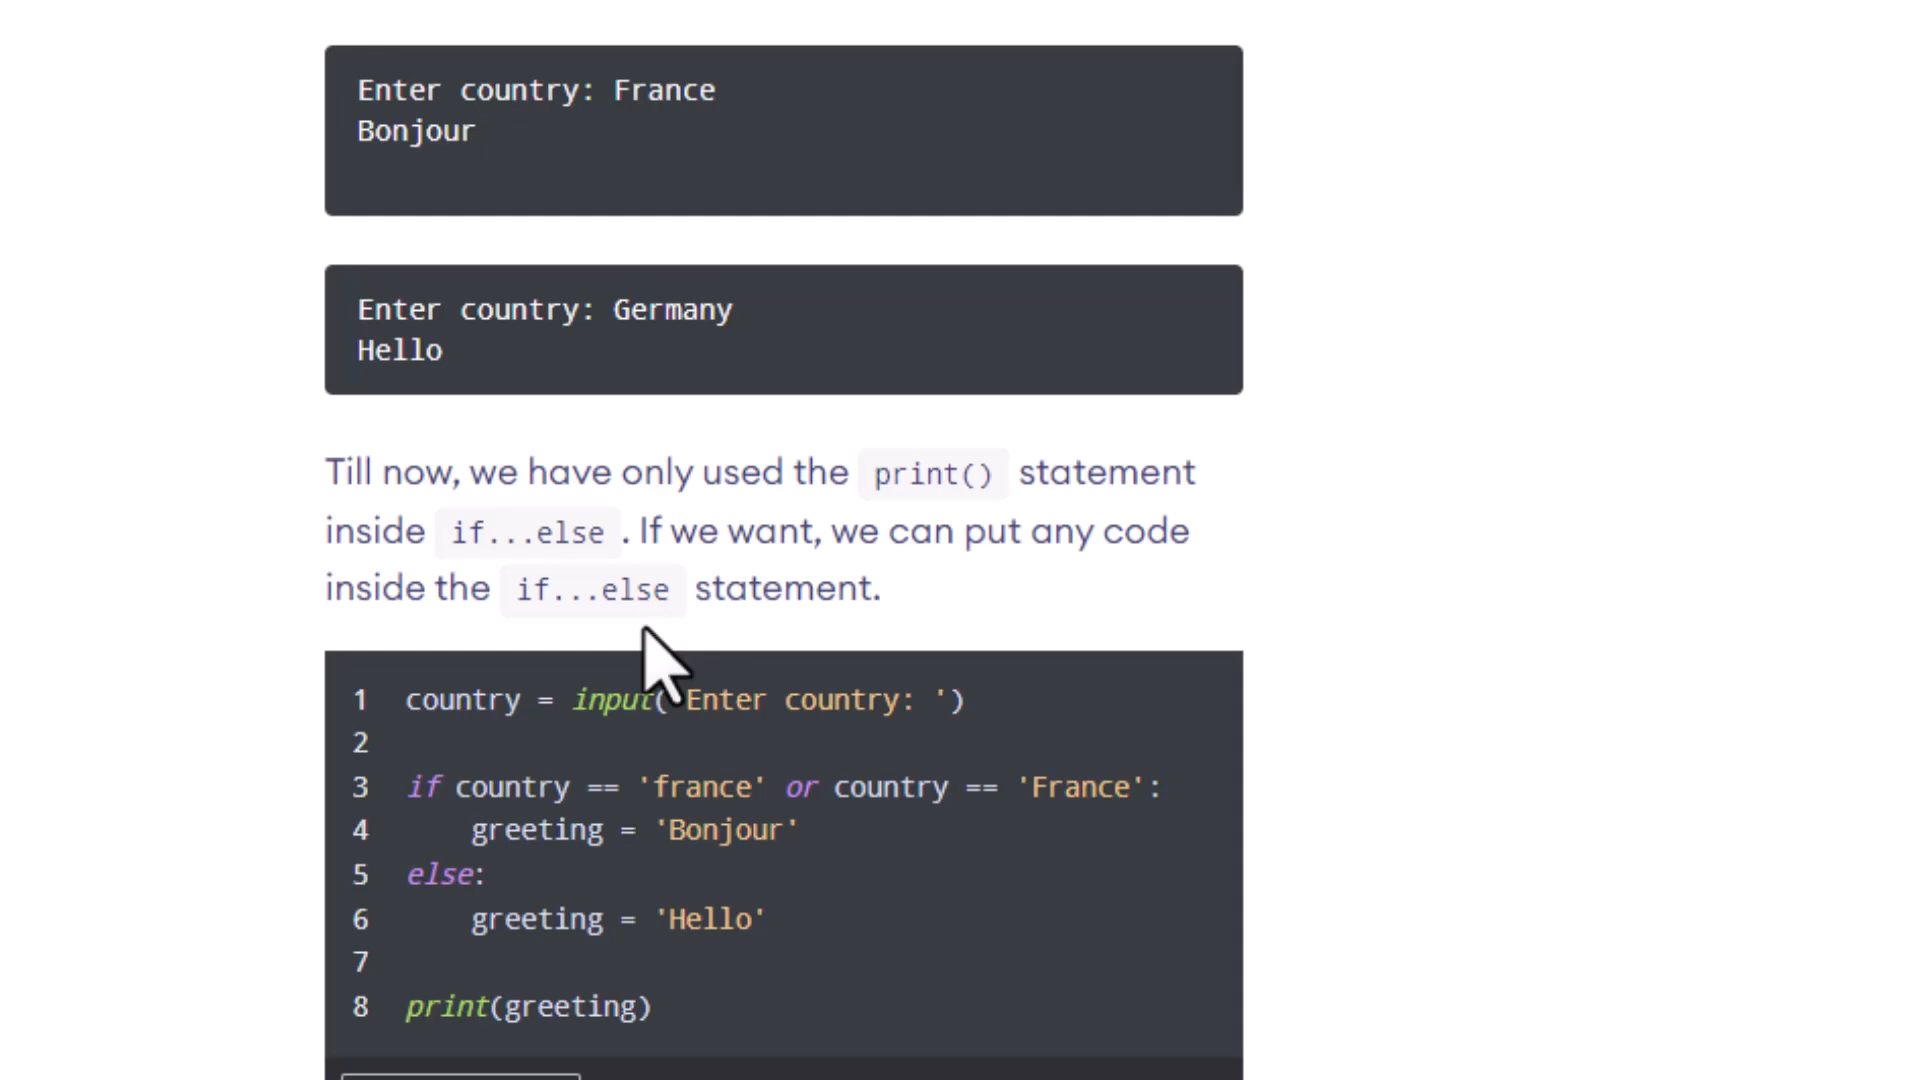 Enter country: France
Bonjour
Enter country: Germany
Hello
Till now, we have only used the print() statement
inside if...else . If we want, we can put any code
inside the if...else statement.
1 country = input( Enter country: ')
2
3 if country == 'france' or country == 'France':
4     greeting = 'Bonjour'
5 else:
6     greeting = 'Hello'
7
8 print(greeting)